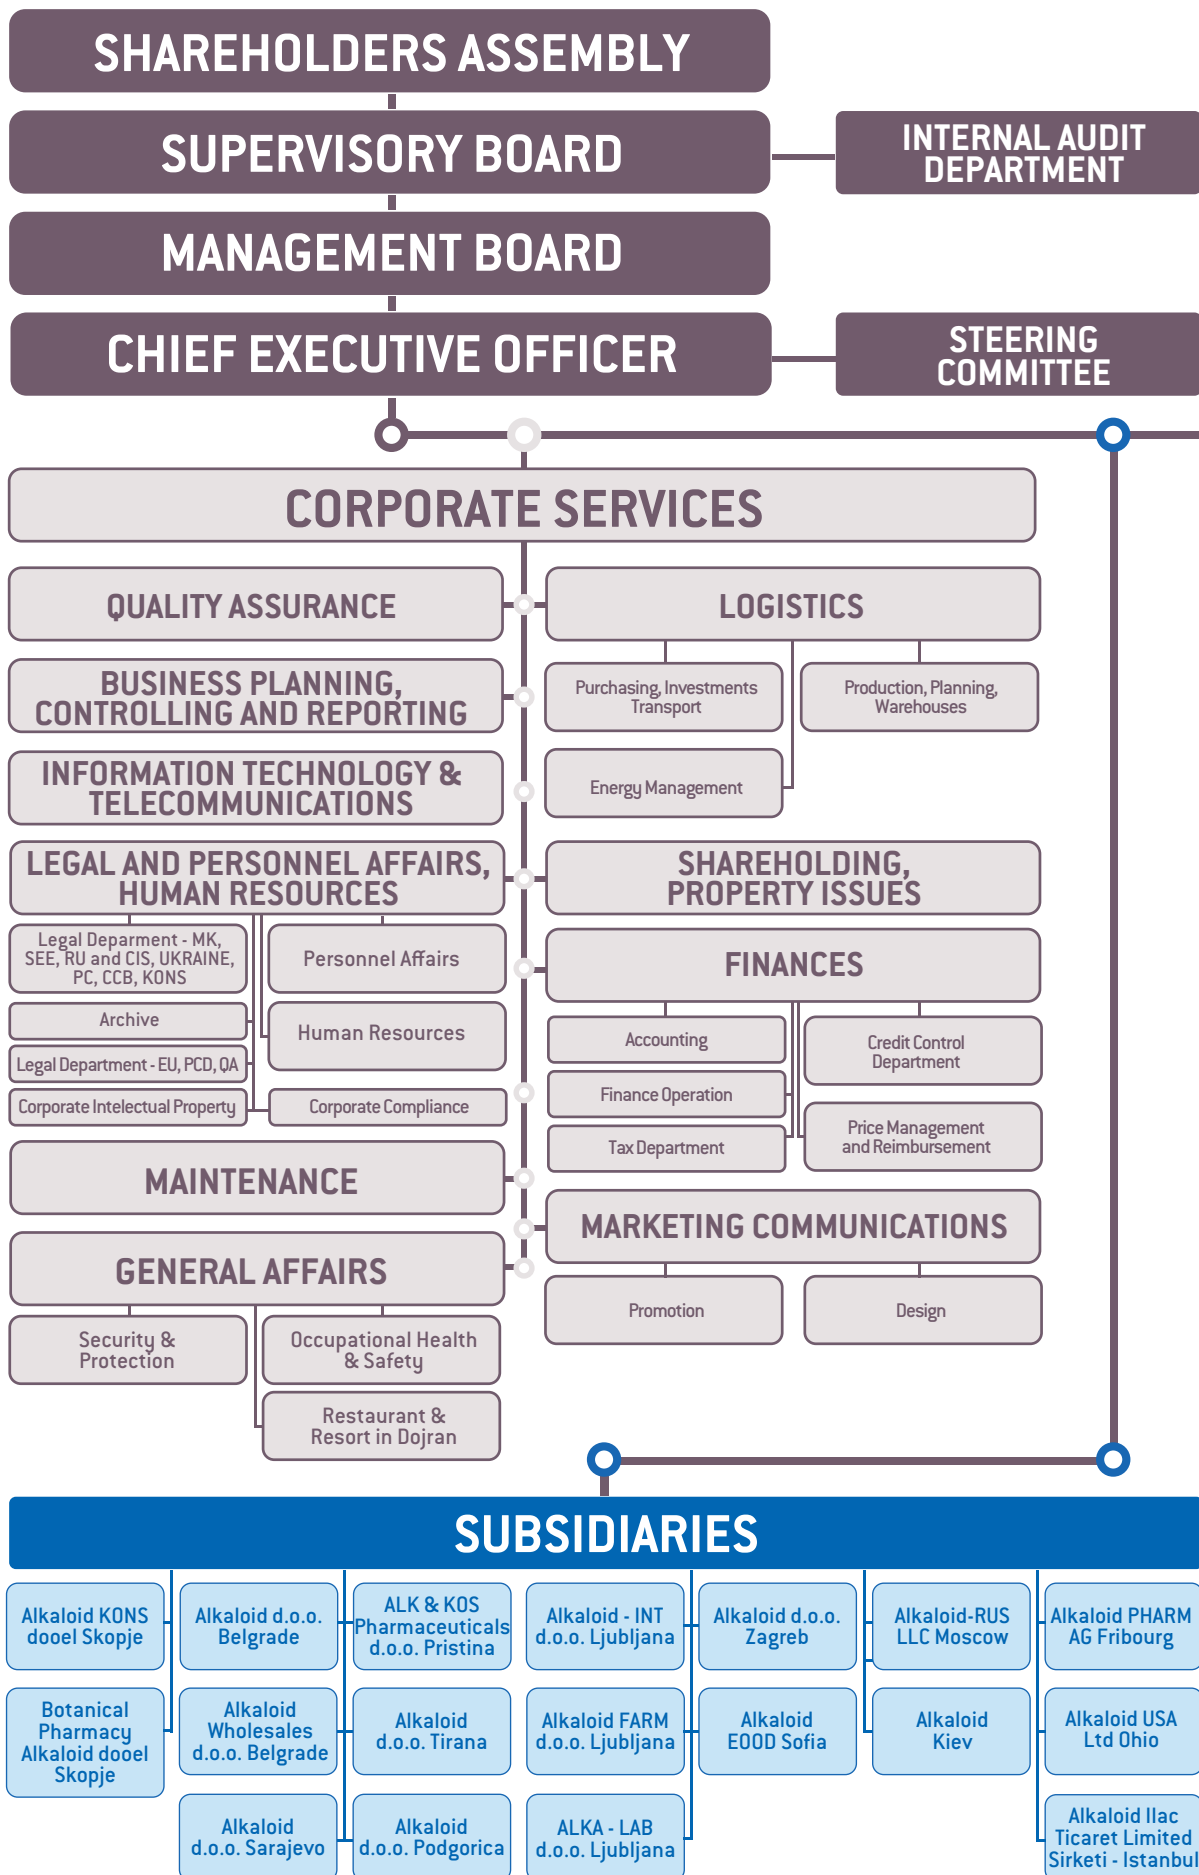 SHAREHOLDERS ASSEMBLY
SUPERVISORY BOARD
INTERNAL AUDIT
DEPARTMENT
MANAGEMENT BOARD
CHIEF EXECUTIVE OFFICER
STEERING
COMMITTEE
CORPORATE SERVICES
QUALITY ASSURANCE
BUSINESS PLANNING,
CONTROLLING AND REPORTING
INFORMATION TECHNOLOGY &
TELECOMMUNICATIONS
LEGAL AND PERSONNEL AFFAIRS,
HUMAN RESOURCES
Legal Deparment - MK,
SEE, RU and CIS, UKRAINE,
PC, CCB, KONS
Personnel Affairs
Archive
Human Resources
Legal Department - EU, PCD, QA
Corporate Intelectual Property
Corporate Compliance
MAINTENANCE
GENERAL AFFAIRS
Security &
Protection
Occupational Health
& Safety
Restaurant &
Resort in Dojran
LOGISTICS
Purchasing, Investments
Transport
Production, Planning,
Warehouses
Energy Management
SHAREHOLDING,
PROPERTY ISSUES
FINANCES
Accounting
Credit Control
Department
Finance Operation
Tax Department
Price Management
and Reimbursement
MARKETING COMMUNICATIONS
Promotion
Design
SUBSIDIARIES
Alkaloid KONS
dooel Skopje
Alkaloid d.o.o.
Belgrade
ALK & KOS
Pharmaceuticals
d.o.o. Pristina
Alkaloid - INT
d.o.o. Ljubljana
Alkaloid d.o.o.
Zagreb
Alkaloid-RUS
LLC Moscow
Alkaloid PHARM
AG Fribourg
Botanical
Pharmacy
Alkaloid dooel
Skopje
Alkaloid
Wholesales
d.o.o. Belgrade
Alkaloid
d.o.o. Tirana
Alkaloid FARM
d.o.o. Ljubljana
Alkaloid
EOOD Sofia
Alkaloid
Kiev
Alkaloid USA
Ltd Ohio
Alkaloid
d.o.o. Sarajevo
Alkaloid
d.o.o. Podgorica
ALKA - LAB
d.o.o. Ljubljana
Alkaloid Ilac
Ticaret Limited
Sirketi - Istanbul